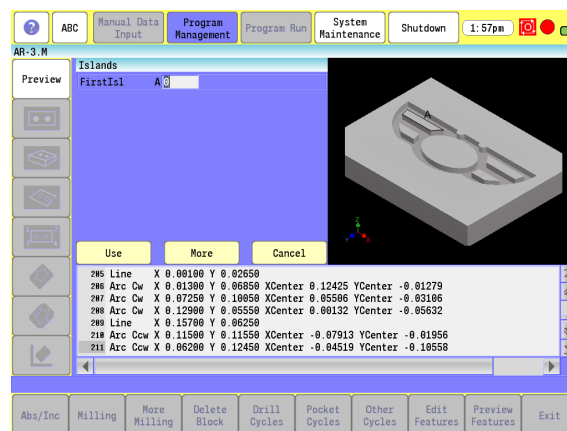 ?
ABC
Manual Data Input
Program Management
Program Run
System Maintenance
Shutdown
1:57pm
AR-3.M
Islands
Preview
FirstIsl A 0
A
Z
Y X
Use More Cancel
205 Line X 0.00100 Y 0.02650
206 Arc Cw X 0.01300 Y 0.06850 XCenter 0.12425 YCenter -0.01279
207 Arc Cw X 0.07250 Y 0.10050 XCenter 0.05506 YCenter -0.03106
208 Arc Cw X 0.12900 Y 0.05550 XCenter 0.00132 YCenter -0.05632
209 Line X 0.15700 Y 0.06250
210 Arc Ccw X 0.11500 Y 0.11550 XCenter -0.07913 YCenter -0.01956
211 Arc Ccw X 0.06200 Y 0.12450 XCenter -0.04519 YCenter -0.10558
Abs/Inc
Milling
More Milling
Delete Block
Drill Cycles
Pocket Cycles
Other Cycles
Edit Features
Preview Features
Exit